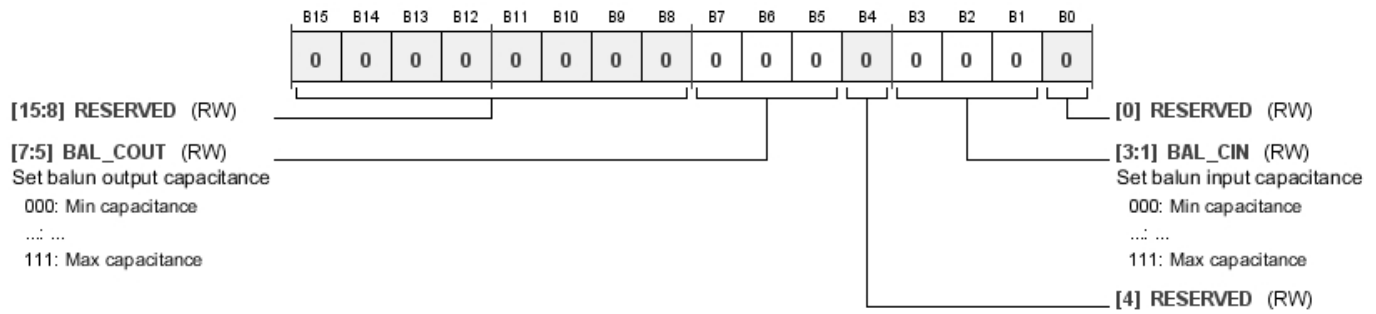 B15 B14 B13 B12 B11 B10 B9 B8 B7 B6 B5 B4 B3 B2 B1 B0
0 0 0 0 0 0 0 0 0 0 0 0 0 0 0 0
[15:8] RESERVED (RW)
[7:5] BAL_COUT (RW)
Set balun output capacitance
000: Min capacitance
...: ...
111: Max capacitance
[0] RESERVED (RW)
[3:1] BAL_CIN (RW)
Set balun input capacitance
000: Min capacitance
...: ...
111: Max capacitance
[4] RESERVED (RW)